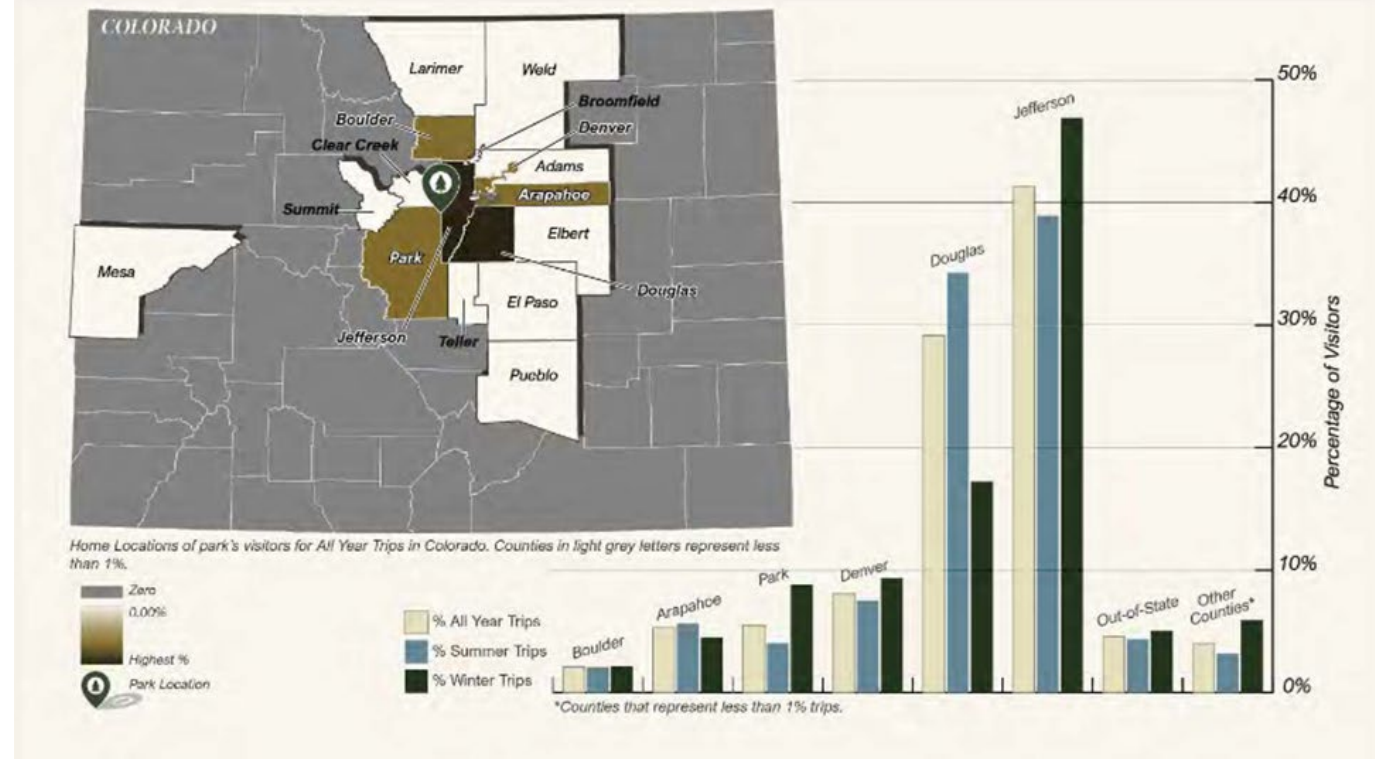 COLORADO
Larimer
Weld
Broomfield
Boulder
Denver
Clear Creek
Adams
Arapahoe
Summit
Elbert
Park
Mesa
Douglas
El Paso
Jefferson
Teller
Pueblo
Home Locations of park's visitors for All Year Trips in Colorado. Counties in light grey letters represent less
than 1%.
Zero
0.00%
Highest %
Park Location
% All Year Trips
% Summer Trips
% Winter Trips
Boulder
Arapahoe
Park
Denver
Douglas
Jefferson
Out-of-State
Other
Counties*
50%
40%
30%
20%
10%
0%
Percentage of Visitors
*Counties that represent less than 1% trips.